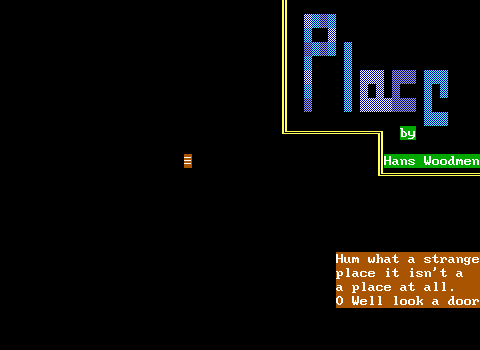 Place
by
Hans Woodmen
Hum what a strange
place it isn't a
a place at all.
O Well look a door